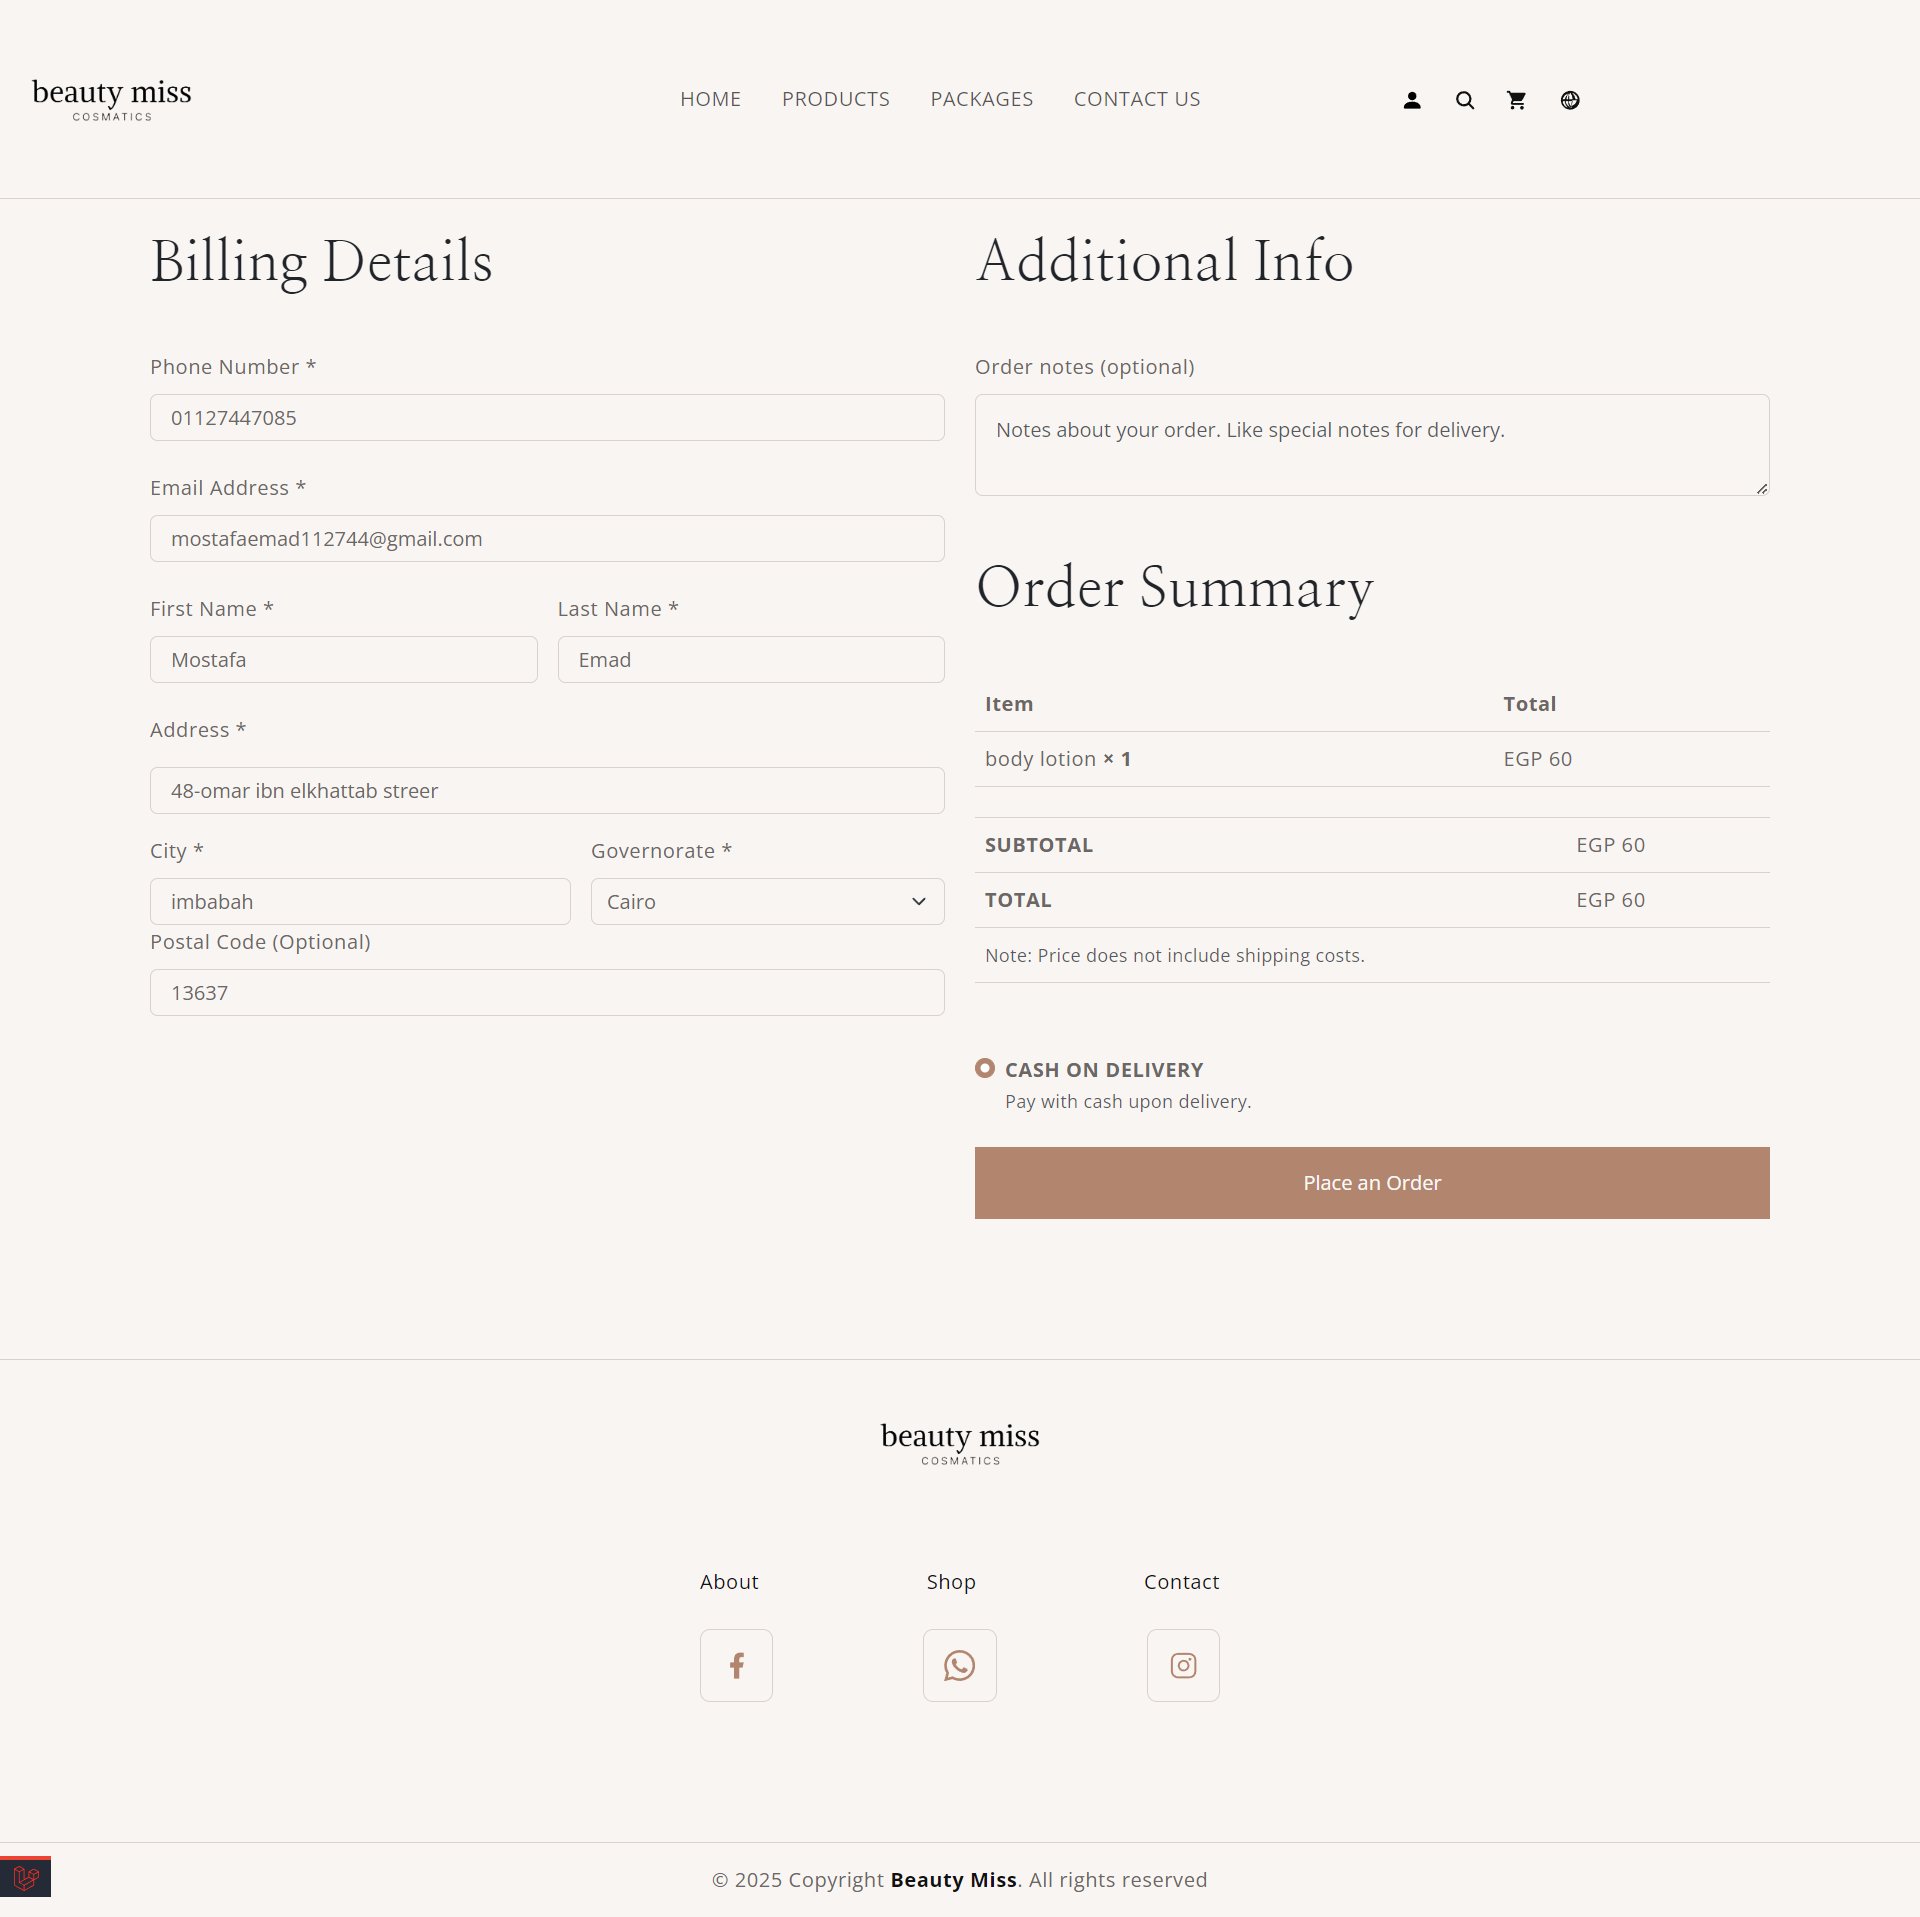 beauty miss
COSMATICS
HOME PRODUCTS PACKAGES CONTACT US
Billing Details
Phone Number *
01127447085
Email Address *
mostafaemad112744@gmail.com
First Name * Last Name *
Mostafa Emad
Address *
48-omar ibn elkhattab streer
City * Governorate *
imbabah Cairo
Postal Code (Optional)
13637
Additional Info
Order notes (optional)
Notes about your order. Like special notes for delivery.
Order Summary
Item Total
body lotion × 1 EGP 60
SUBTOTAL EGP 60
TOTAL EGP 60
Note: Price does not include shipping costs.
CASH ON DELIVERY
Pay with cash upon delivery.
Place an Order
beauty miss
COSMATICS
About Shop Contact
© 2025 Copyright Beauty Miss. All rights reserved